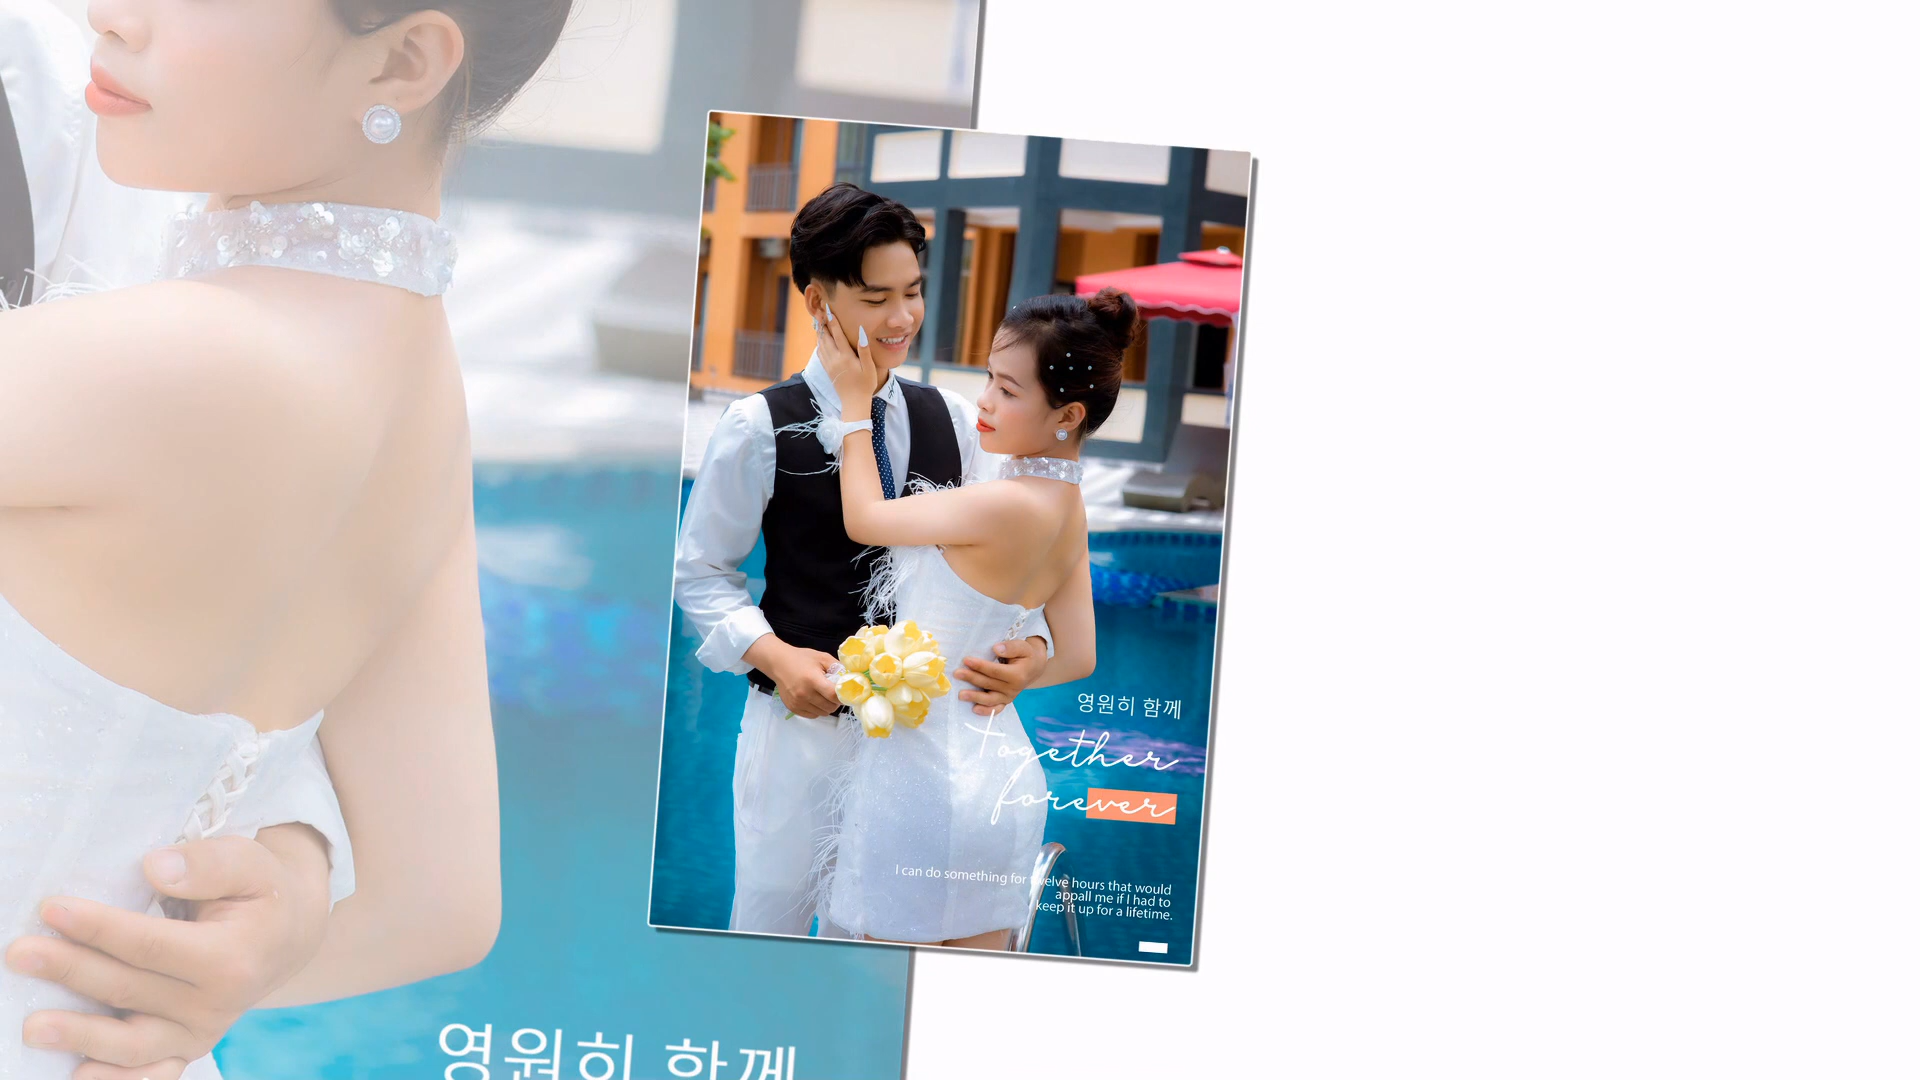 영원히 함께
together
forever
I can do something for twelve hours that would
appall me if I had to
keep it up for a lifetime.
영원히 함께